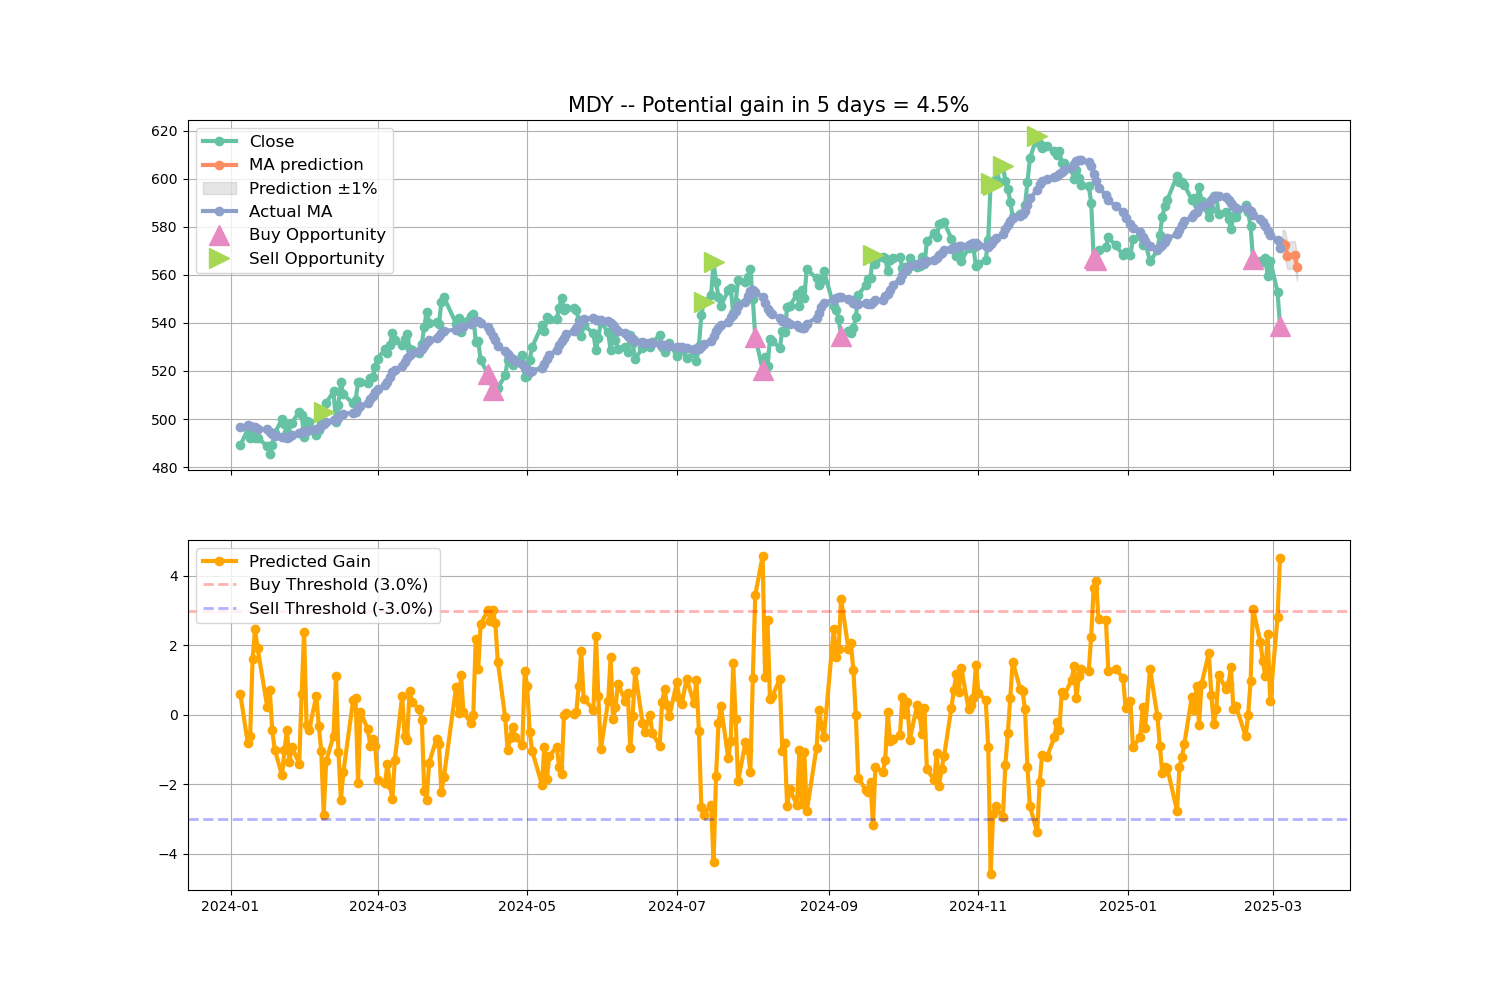 MDY -- Potential gain in 5 days = 4.5%
620
600
580
560
540
520
500
480
Close
MA prediction
Prediction ±1%
Actual MA
Buy Opportunity
Sell Opportunity
4
2
0
−2
−4
Predicted Gain
Buy Threshold (3.0%)
Sell Threshold (-3.0%)
2024-01
2024-03
2024-05
2024-07
2024-09
2024-11
2025-01
2025-03